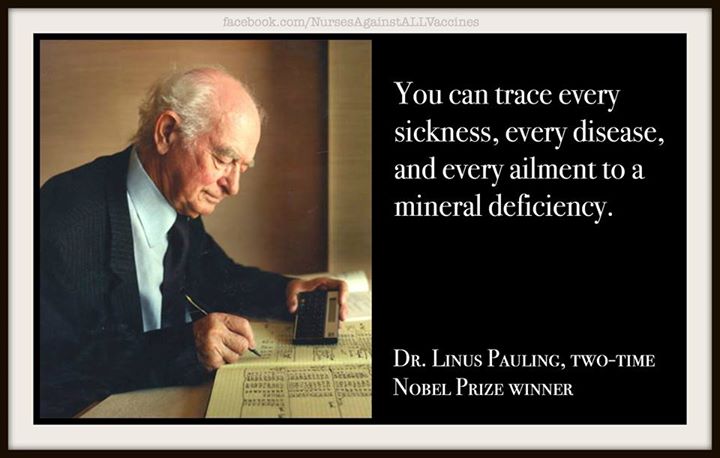 facebook.com/NursesAgainstALLVaccines
You can trace every
sickness, every disease,
and every ailment to a
mineral deficiency.
Dr. Linus Pauling, two-time
Nobel Prize winner